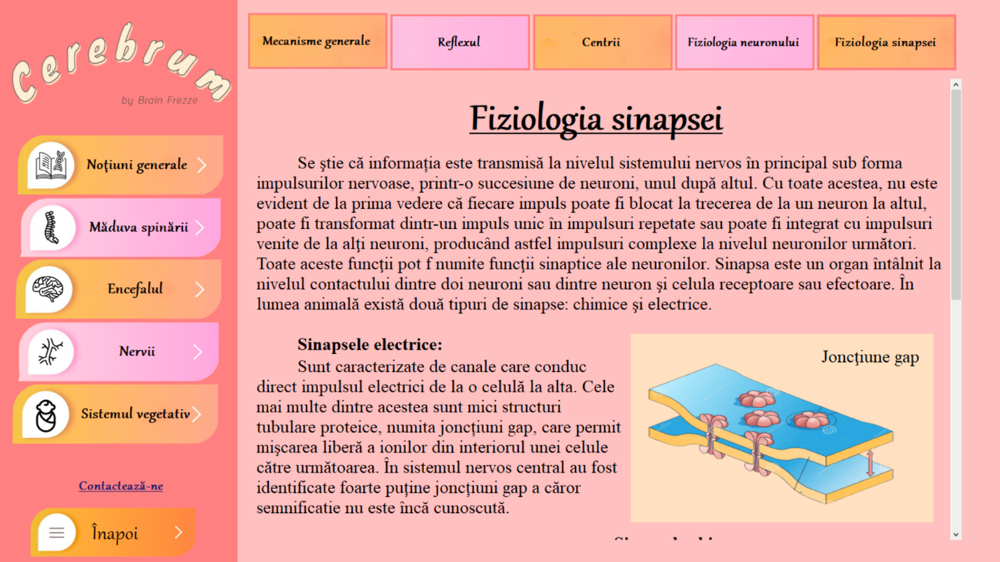 Cerebrum
by Brain Frezze
Noţiuni generale
Măduva spinării
Encefalul
Nervii
Sistemul vegetativ
Contactează-ne
Înapoi
Mecanisme generale
Reflexul
Centrii
Fiziologia neuronului
Fiziologia sinapsei
Fiziologia sinapsei
Se ştie că informația este transmisă la nivelul sistemului nervos în principal sub forma
impulsurilor nervoase, printr-o succesiune de neuroni, unul după altul. Cu toate acestea, nu este
evident de la prima vedere că fiecare impuls poate fi blocat la trecerea de la un neuron la altul,
poate fi transformat dintr-un impuls unic în impulsuri repetate sau poate fi integrat cu impulsuri
venite de la alţi neuroni, producând astfel impulsuri complexe la nivelul neuronilor următori.
Toate aceste funcţii pot f numite funcţii sinaptice ale neuronilor. Sinapsa este un organ întâlnit la
nivelul contactului dintre doi neuroni sau dintre neuron şi celula receptoare sau efectoare. În
lumea animală există două tipuri de sinapse: chimice şi electrice.
Sinapsele electrice:
Sunt caracterizate de canale care conduc
direct impulsul electrici de la o celulă la alta. Cele
mai multe dintre acestea sunt mici structuri
tubulare proteice, numita joncțiuni gap, care permit
mişcarea liberă a ionilor din interiorul unei celule
către următoarea. În sistemul nervos central au fost
identificate foarte puține joncțiuni gap a căror
semnificatie nu este încă cunoscută.
Joncţiune gap